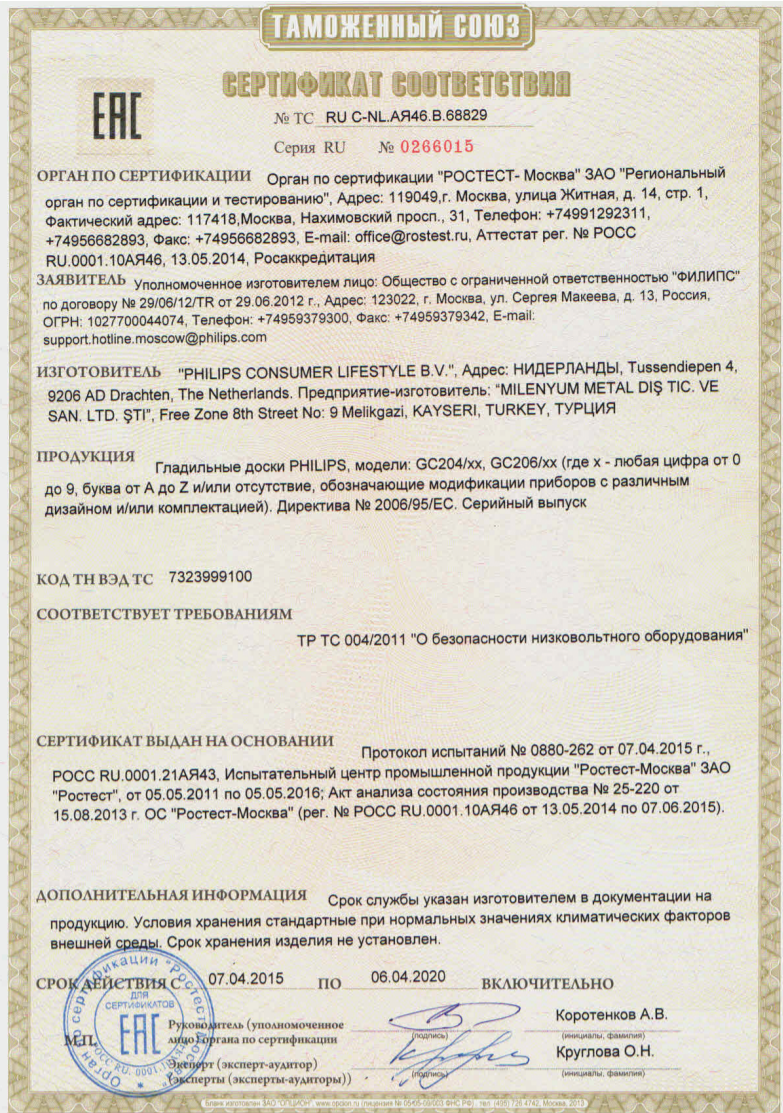 ТАМОЖЕННЫЙ СОЮЗ
СЕРТИФИКАТ СООТВЕТСТВИЯ
ЕАС
№ ТС RU C-NL.АЯ46.В.68829
Серия RU № 0266015
ОРГАН ПО СЕРТИФИКАЦИИ Орган по сертификации "РОСТЕСТ- Москва" ЗАО "Региональный
орган по сертификации и тестированию", Адрес: 119049,г. Москва, улица Житная, д. 14, стр. 1,
Фактический адрес: 117418,Москва, Нахимовский просп., 31, Телефон: +74991292311,
+74956682893, Факс: +74956682893, E-mail: office@rostest.ru, Аттестат рег. № РОСС
RU.0001.10АЯ46, 13.05.2014, Росаккредитация
ЗАЯВИТЕЛЬ Уполномоченное изготовителем лицо: Общество с ограниченной ответственностью "ФИЛИПС"
по договору № 29/06/12/TR от 29.06.2012 г., Адрес: 123022, г. Москва, ул. Сергея Макеева, д. 13, Россия,
ОГРН: 1027700044074, Телефон: +74959379300, Факс: +74959379342, E-mail:
support.hotline.moscow@philips.com
ИЗГОТОВИТЕЛЬ "PHILIPS CONSUMER LIFESTYLE B.V.", Адрес: НИДЕРЛАНДЫ, Tussendiepen 4,
9206 AD Drachten, The Netherlands. Предприятие-изготовитель: "MILENYUM METAL DIŞ TIC. VE
SAN. LTD. ŞTI", Free Zone 8th Street No: 9 Melikgazi, KAYSERI, TURKEY, ТУРЦИЯ
ПРОДУКЦИЯ Гладильные доски PHILIPS, модели: GC204/xx, GC206/xx (где x - любая цифра от 0
до 9, буква от A до Z и/или отсутствие, обозначающие модификации приборов с различным
дизайном и/или комплектацией). Директива № 2006/95/EC. Серийный выпуск
КОД ТН ВЭД ТС 7323999100
СООТВЕТСТВУЕТ ТРЕБОВАНИЯМ
ТР ТС 004/2011 "О безопасности низковольтного оборудования"
СЕРТИФИКАТ ВЫДАН НА ОСНОВАНИИ Протокол испытаний № 0880-262 от 07.04.2015 г.,
РОСС RU.0001.21АЯ43, Испытательный центр промышленной продукции "Ростест-Москва" ЗАО
"Ростест", от 05.05.2011 по 05.05.2016; Акт анализа состояния производства № 25-220 от
15.08.2013 г. ОС "Ростест-Москва" (рег. № РОСС RU.0001.10АЯ46 от 13.05.2014 по 07.06.2015).
ДОПОЛНИТЕЛЬНАЯ ИНФОРМАЦИЯ Срок службы указан изготовителем в документации на
продукцию. Условия хранения стандартные при нормальных значениях климатических факторов
внешней среды. Срок хранения изделия не установлен.
СРОК ДЕЙСТВИЯ С 07.04.2015 ПО 06.04.2020 ВКЛЮЧИТЕЛЬНО
М.П.
Руководитель (уполномоченное
лицо) органа по сертификации
(подпись)
Коротенков А.В.
(инициалы, фамилия)
Эксперт (эксперт-аудитор)
(эксперты (эксперты-аудиторы))
(подпись)
Круглова О.Н.
(инициалы, фамилия)
ДЛЯ
СЕРТИФИКАТОВ
ЕАС